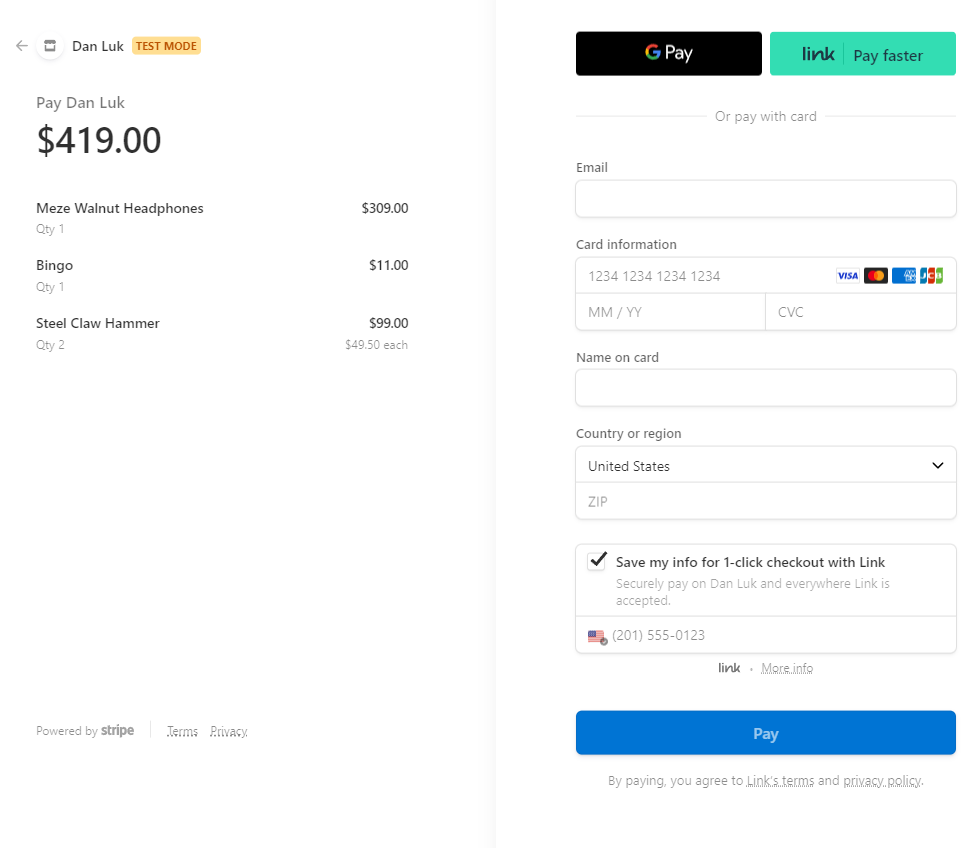 Dan Luk TEST MODE
Pay Dan Luk
$419.00
Meze Walnut Headphones $309.00
Qty 1
Bingo $11.00
Qty 1
Steel Claw Hammer $99.00
Qty 2 $49.50 each
Powered by stripe Terms Privacy
G Pay link Pay faster
Or pay with card
Email
Card information
1234 1234 1234 1234 VISA AMEX JCB
MM / YY CVC
Name on card
Country or region
United States
ZIP
Save my info for 1-click checkout with Link
Securely pay on Dan Luk and everywhere Link is
accepted.
(201) 555-0123
link · More info
Pay
By paying, you agree to Link's terms and privacy policy.